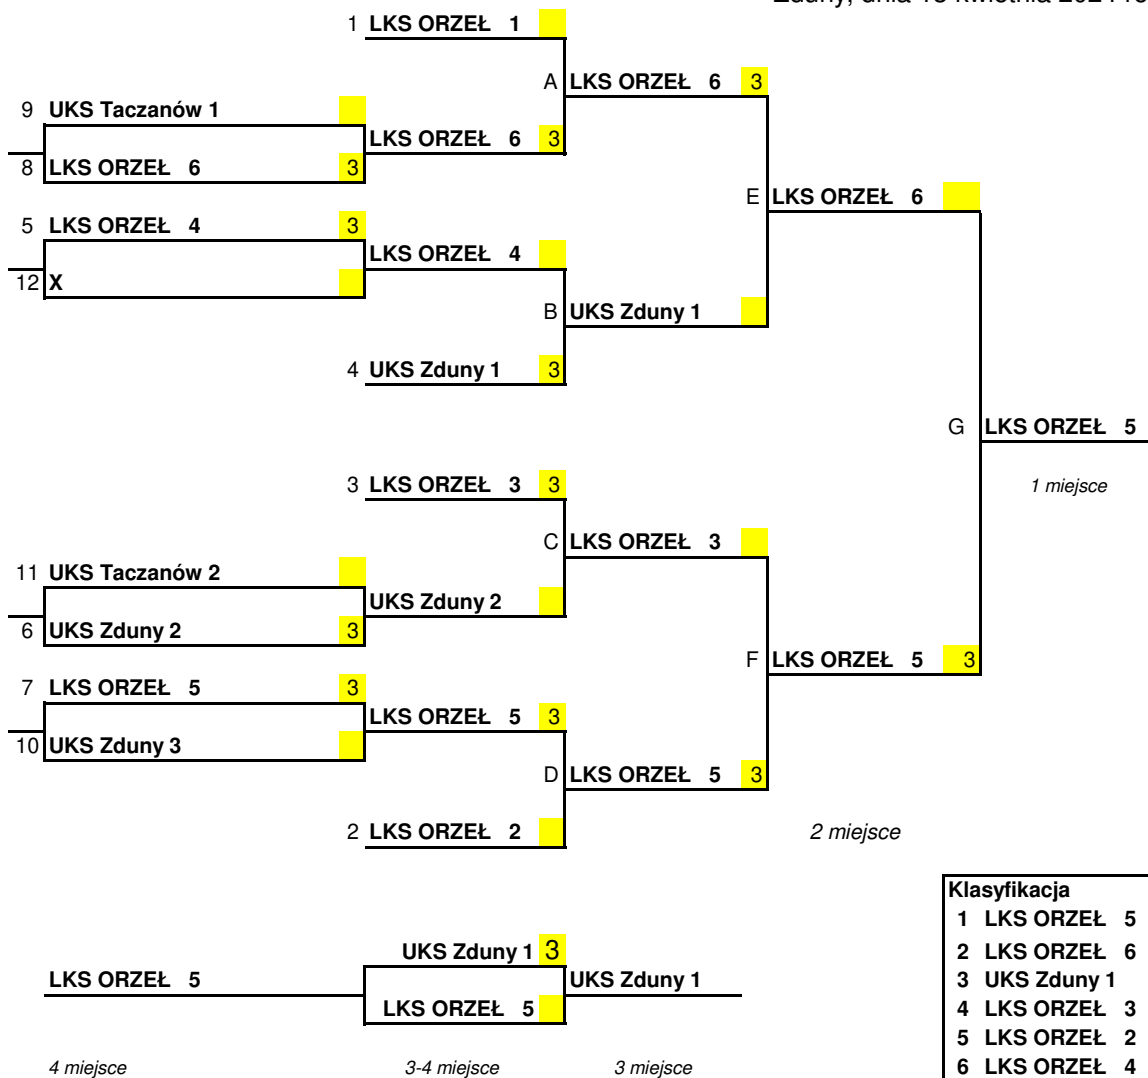 1 LKS ORZEŁ 1
A LKS ORZEŁ 6 3
9 UKS Taczanów 1
LKS ORZEŁ 6 3
8 LKS ORZEŁ 6 3
E LKS ORZEŁ 6
5 LKS ORZEŁ 4 3
LKS ORZEŁ 4
12 X
B UKS Zduny 1
4 UKS Zduny 1 3
G LKS ORZEŁ 5
3 LKS ORZEŁ 3 3
1 miejsce
C LKS ORZEŁ 3
11 UKS Taczanów 2
UKS Zduny 2
6 UKS Zduny 2 3
F LKS ORZEŁ 5 3
7 LKS ORZEŁ 5 3
LKS ORZEŁ 5 3
10 UKS Zduny 3
D LKS ORZEŁ 5 3
2 LKS ORZEŁ 2
2 miejsce
Klasyfikacja
1 LKS ORZEŁ 5
2 LKS ORZEŁ 6
3 UKS Zduny 1
4 LKS ORZEŁ 3
5 LKS ORZEŁ 2
6 LKS ORZEŁ 4
UKS Zduny 1 3
LKS ORZEŁ 5
UKS Zduny 1
LKS ORZEŁ 5
4 miejsce
3-4 miejsce
3 miejsce